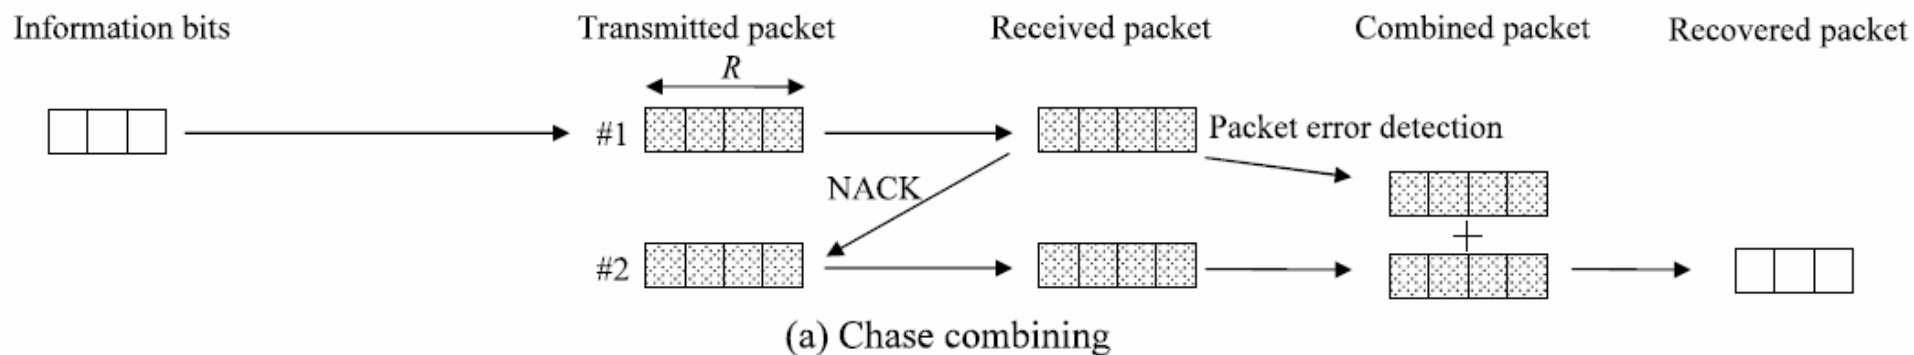 Information bits
Transmitted packet
Received packet
Combined packet
Recovered packet
R
#1
Packet error detection
NACK
+
#2
(a) Chase combining